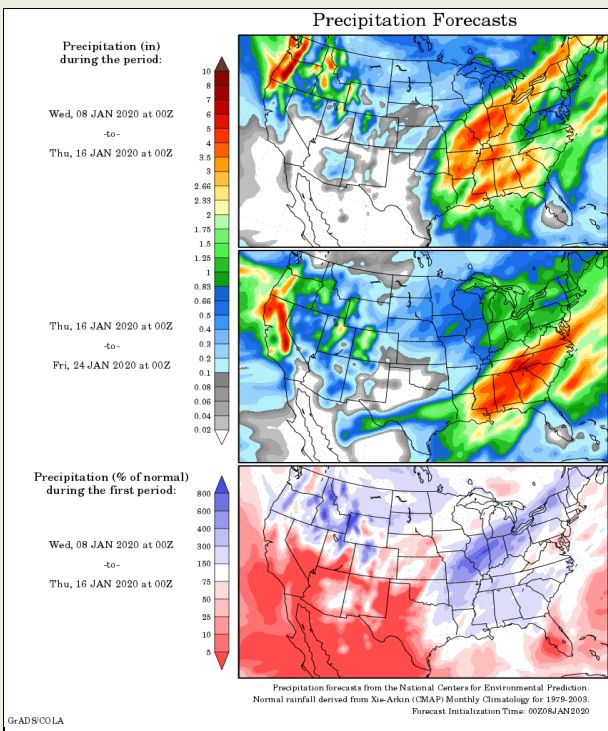 Precipitation Forecasts
Precipitation (in)
during the period:
Wed, 08 JAN 2020 at 00Z
-to-
Thu, 16 JAN 2020 at 00Z
10
8
7
6
5
4
3.5
3
2.66
2.33
2
1.75
1.5
1.25
1
0.83
0.66
0.5
0.4
0.3
0.2
0.1
0.08
0.06
0.04
0.02
Thu, 16 JAN 2020 at 00Z
-to-
Fri, 24 JAN 2020 at 00Z
Precipitation (% of normal)
during the first period:
Wed, 08 JAN 2020 at 00Z
-to-
Thu, 16 JAN 2020 at 00Z
800
600
400
300
150
75
50
25
10
5
Precipitation forecasts from the National Centers for Environmental Prediction.
Normal rainfall derived from Xie-Arkin (CMAP) Monthly Climatology for 1979-2003.
Forecast Initialization Time: 00Z08JAN2020
GrADS/COLA